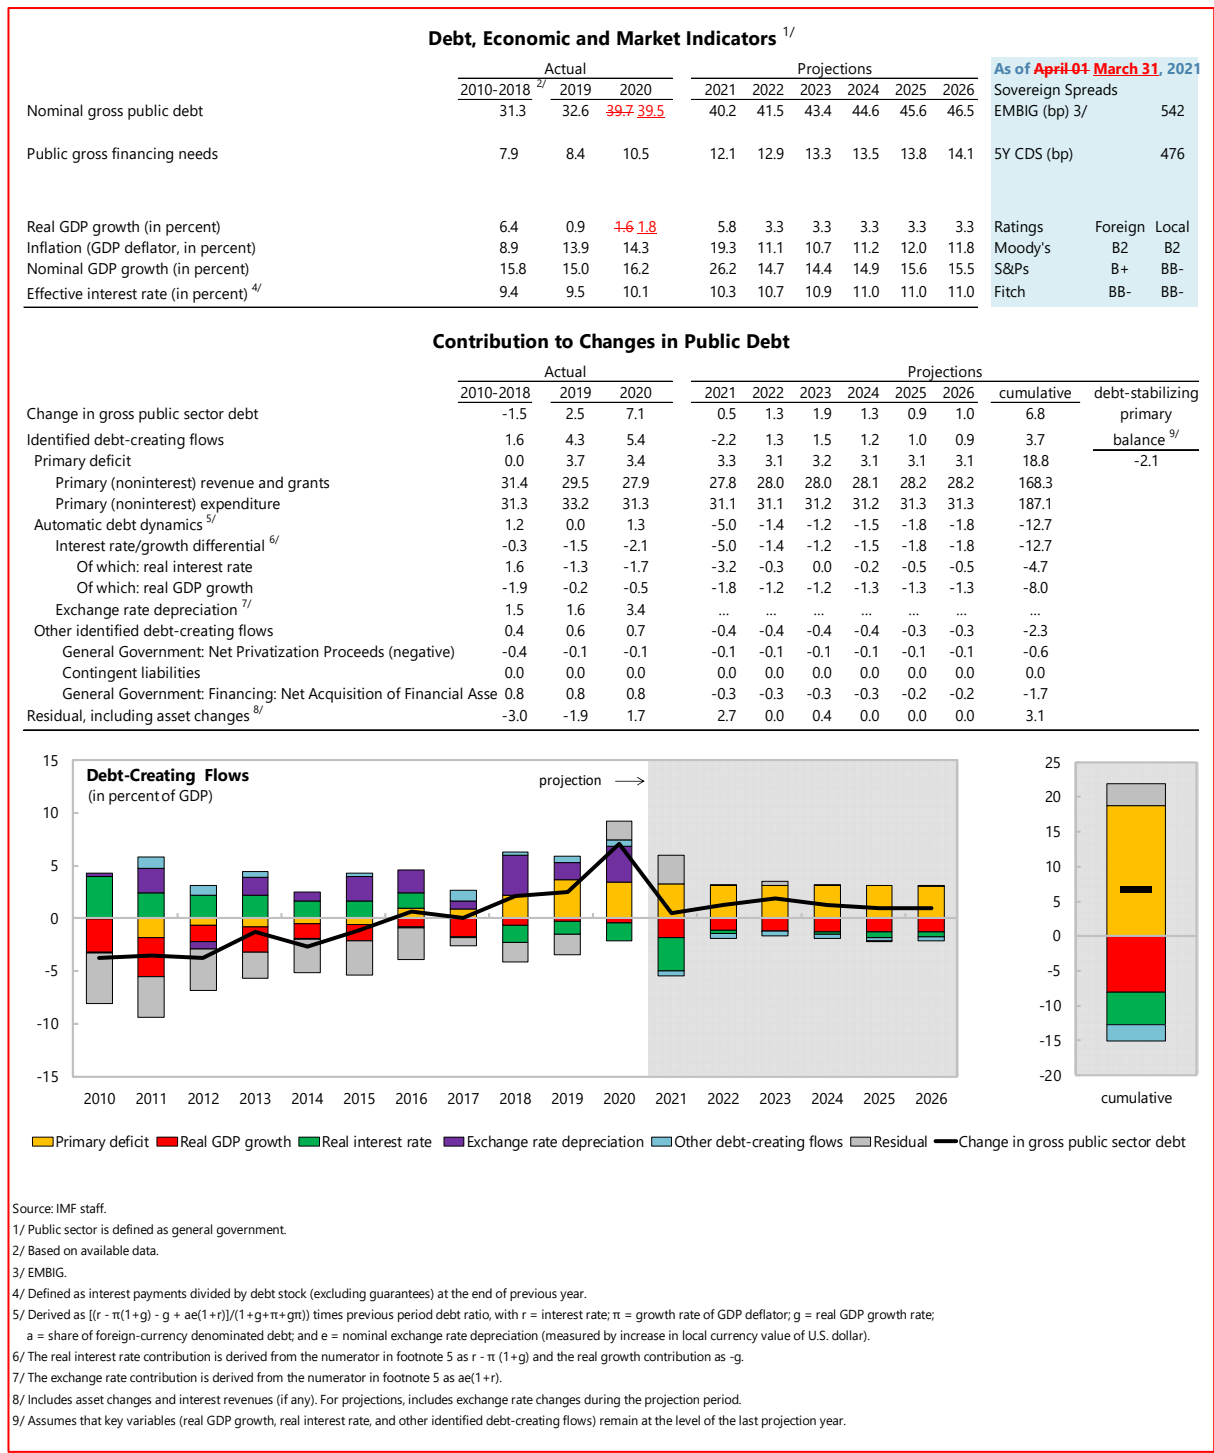 Debt, Economic and Market Indicators 1/
Actual Projections As of April 01 March 31, 2021
2010-2018 2/ 2019 2020 2021 2022 2023 2024 2025 2026 Sovereign Spreads
Nominal gross public debt 31.3 32.6 39.7 39.5 40.2 41.5 43.4 44.6 45.6 46.5 EMBIG (bp) 3/ 542
Public gross financing needs 7.9 8.4 10.5 12.1 12.9 13.3 13.5 13.8 14.1 5Y CDS (bp) 476
Real GDP growth (in percent) 6.4 0.9 1.6 1.8 5.8 3.3 3.3 3.3 3.3 3.3 Ratings Foreign Local
Inflation (GDP deflator, in percent) 8.9 13.9 14.3 19.3 11.1 10.7 11.2 12.0 11.8 Moody's B2 B2
Nominal GDP growth (in percent) 15.8 15.0 16.2 26.2 14.7 14.4 14.9 15.6 15.5 S&Ps B+ BB-
Effective interest rate (in percent) 4/ 9.4 9.5 10.1 10.3 10.7 10.9 11.0 11.0 11.0 Fitch BB- BB-
Contribution to Changes in Public Debt
Actual Projections
2010-2018 2019 2020 2021 2022 2023 2024 2025 2026 cumulative debt-stabilizing
Change in gross public sector debt -1.5 2.5 7.1 0.5 1.3 1.9 1.3 0.9 1.0 6.8 primary
Identified debt-creating flows 1.6 4.3 5.4 -2.2 1.3 1.5 1.2 1.0 0.9 3.7 balance 9/
Primary deficit 0.0 3.7 3.4 3.3 3.1 3.2 3.1 3.1 3.1 18.8 -2.1
Primary (noninterest) revenue and grants 31.4 29.5 27.9 27.8 28.0 28.0 28.1 28.2 28.2 168.3
Primary (noninterest) expenditure 31.3 33.2 31.3 31.1 31.1 31.2 31.2 31.3 31.3 187.1
Automatic debt dynamics 5/ 1.2 0.0 1.3 -5.0 -1.4 -1.2 -1.5 -1.8 -1.8 -12.7
Interest rate/growth differential 6/ -0.3 -1.5 -2.1 -5.0 -1.4 -1.2 -1.5 -1.8 -1.8 -12.7
Of which: real interest rate 1.6 -1.3 -1.7 -3.2 -0.3 0.0 -0.2 -0.5 -0.5 -4.7
Of which: real GDP growth -1.9 -0.2 -0.5 -1.8 -1.2 -1.2 -1.3 -1.3 -1.3 -8.0
Exchange rate depreciation 7/ 1.5 1.6 3.4 ... ... ... ... ... ... ...
Other identified debt-creating flows 0.4 0.6 0.7 -0.4 -0.4 -0.4 -0.4 -0.3 -0.3 -2.3
General Government: Net Privatization Proceeds (negative) -0.4 -0.1 -0.1 -0.1 -0.1 -0.1 -0.1 -0.1 -0.1 -0.6
Contingent liabilities 0.0 0.0 0.0 0.0 0.0 0.0 0.0 0.0 0.0 0.0
General Government: Financing: Net Acquisition of Financial Asse 0.8 0.8 0.8 -0.3 -0.3 -0.3 -0.3 -0.2 -0.2 -1.7
Residual, including asset changes 8/ -3.0 -1.9 1.7 2.7 0.0 0.4 0.0 0.0 0.0 3.1
Debt-Creating Flows
(in percent of GDP)
projection
15
10
5
0
-5
-10
-15
2010 2011 2012 2013 2014 2015 2016 2017 2018 2019 2020 2021 2022 2023 2024 2025 2026
25
20
15
10
5
0
-5
-10
-15
-20
cumulative
Primary deficit Real GDP growth Real interest rate Exchange rate depreciation Other debt-creating flows Residual Change in gross public sector debt
Source: IMF staff.
1/ Public sector is defined as general government.
2/ Based on available data.
3/ EMBIG.
4/ Defined as interest payments divided by debt stock (excluding guarantees) at the end of previous year.
5/ Derived as [(r - π(1+g) - g + ae(1+r)]/(1+g+π+gπ)) times previous period debt ratio, with r = interest rate; π = growth rate of GDP deflator; g = real GDP growth rate;
a = share of foreign-currency denominated debt; and e = nominal exchange rate depreciation (measured by increase in local currency value of U.S. dollar).
6/ The real interest rate contribution is derived from the numerator in footnote 5 as r - π (1+g) and the real growth contribution as -g.
7/ The exchange rate contribution is derived from the numerator in footnote 5 as ae(1+r).
8/ Includes asset changes and interest revenues (if any). For projections, includes exchange rate changes during the projection period.
9/ Assumes that key variables (real GDP growth, real interest rate, and other identified debt-creating flows) remain at the level of the last projection year.